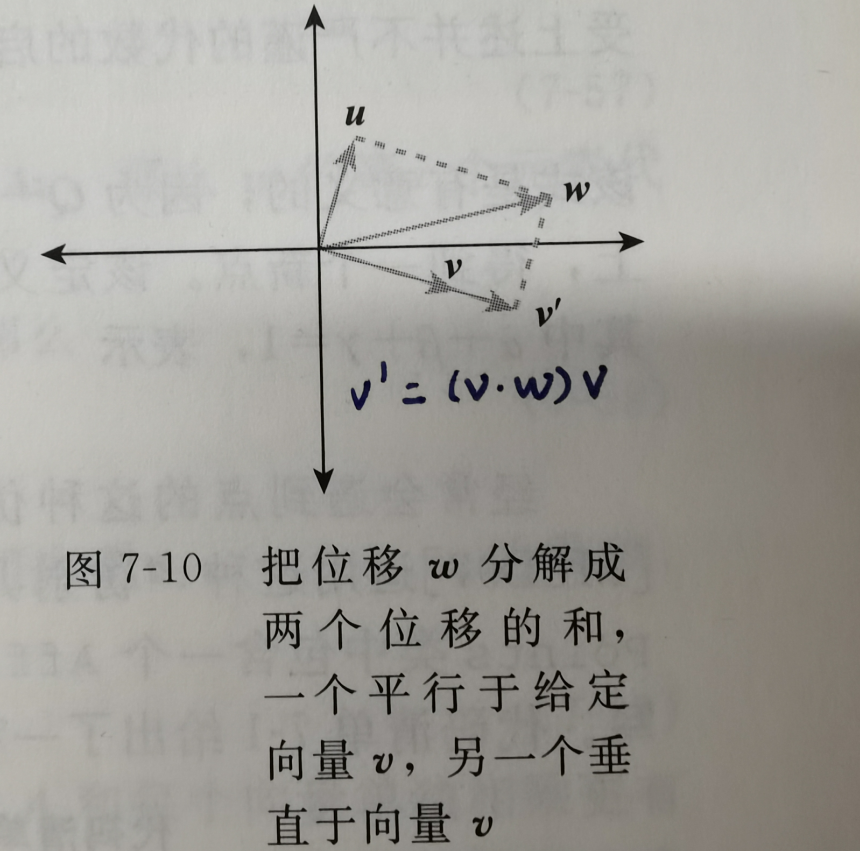 u
w
v
v′
v' = (v·w)v
图 7-10 把位移 w 分解成
两个位移的和，
一个平行于给定
向量 v，另一个垂
直于向量 v